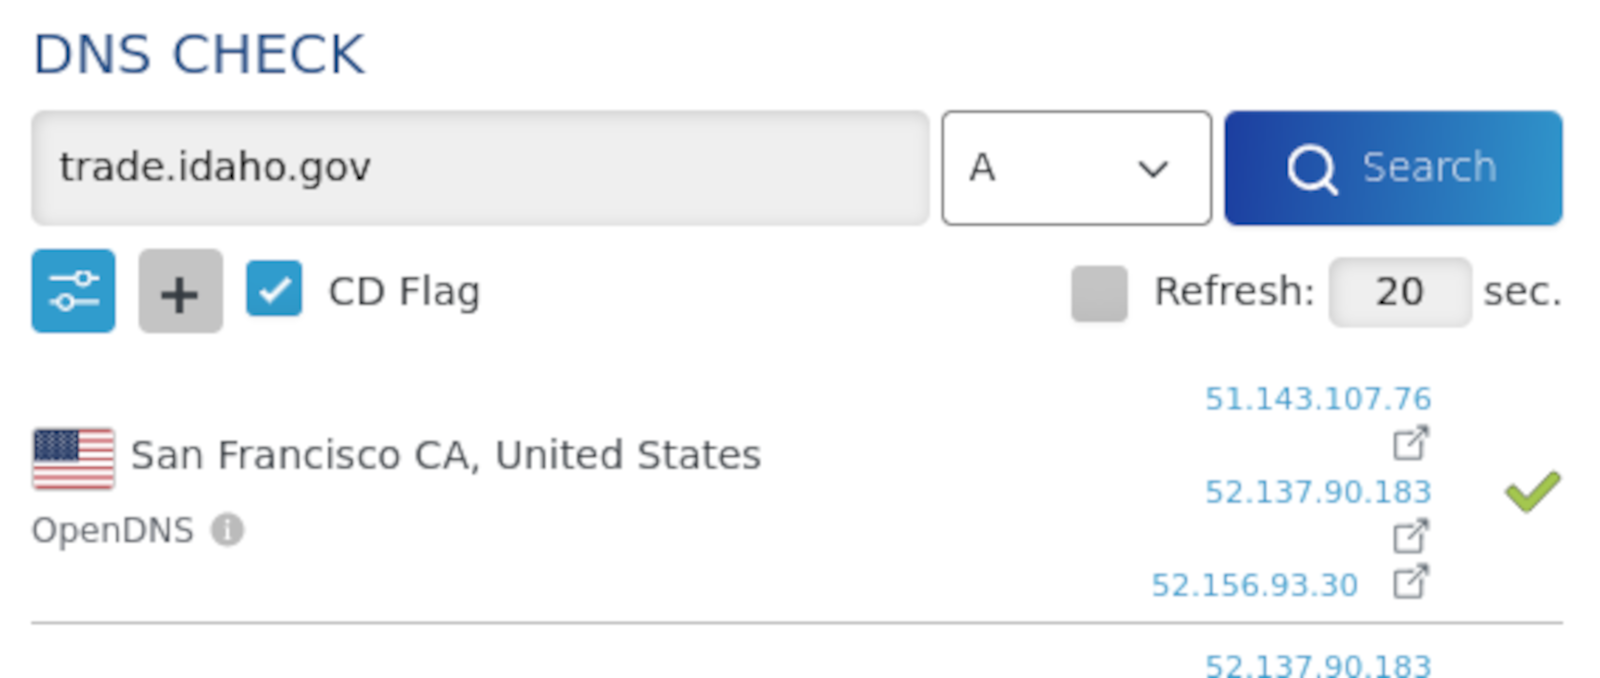 DNS CHECK
trade.idaho.gov
A
Search
CD Flag
Refresh: 20 sec.
51.143.107.76
San Francisco CA, United States
52.137.90.183
OpenDNS
52.156.93.30
52.137.90.183